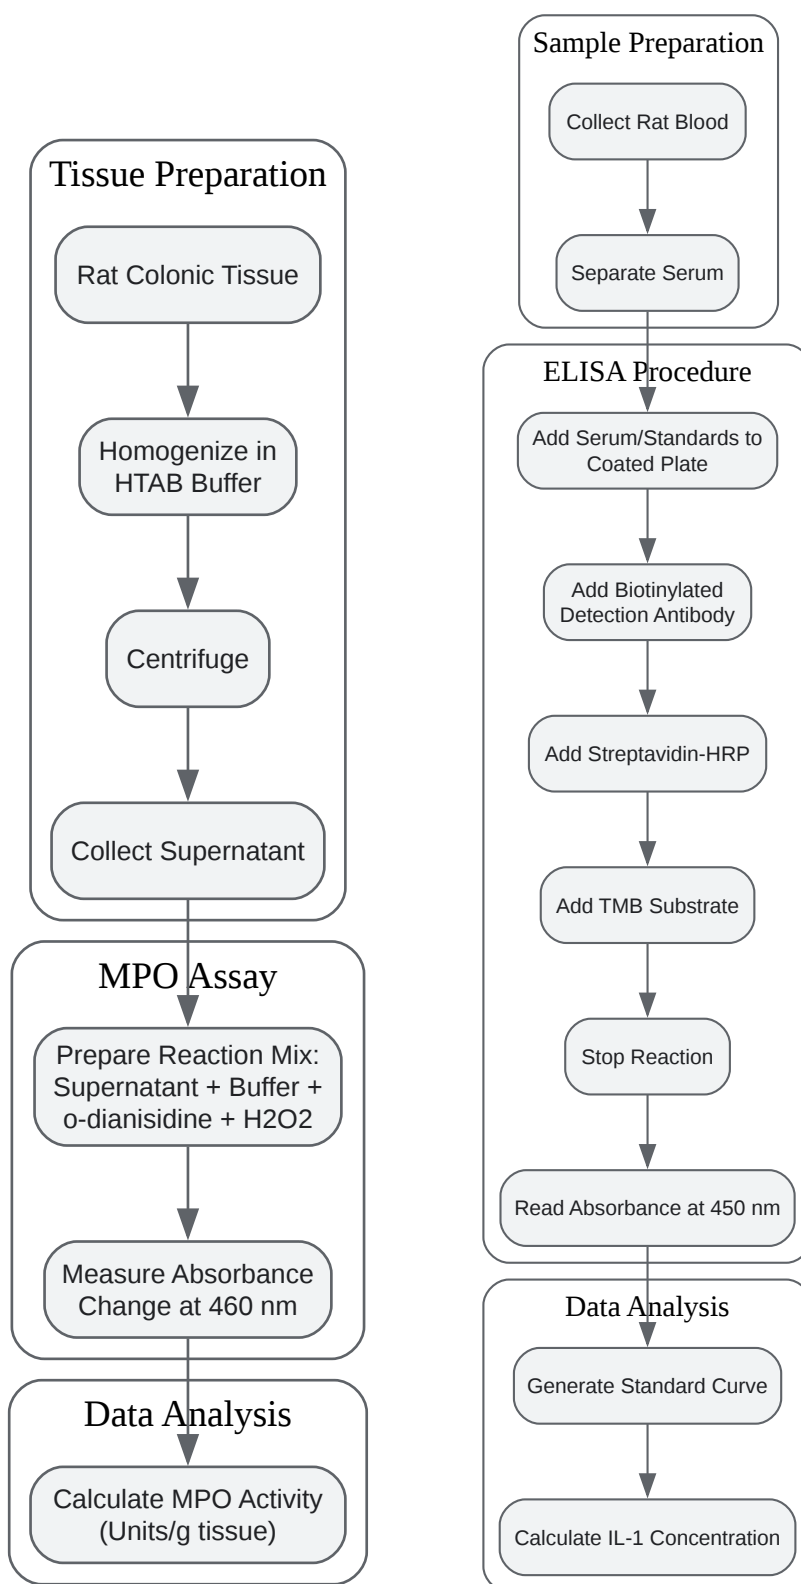 Tissue Preparation
Rat Colonic Tissue
Homogenize in
HTAB Buffer
Centrifuge
Collect Supernatant
MPO Assay
Prepare Reaction Mix:
Supernatant + Buffer +
o-dianisidine + H2O2
Measure Absorbance
Change at 460 nm
Data Analysis
Calculate MPO Activity
(Units/g tissue)
Sample Preparation
Collect Rat Blood
Separate Serum
ELISA Procedure
Add Serum/Standards to
Coated Plate
Add Biotinylated
Detection Antibody
Add Streptavidin-HRP
Add TMB Substrate
Stop Reaction
Read Absorbance at 450 nm
Data Analysis
Generate Standard Curve
Calculate IL-1 Concentration